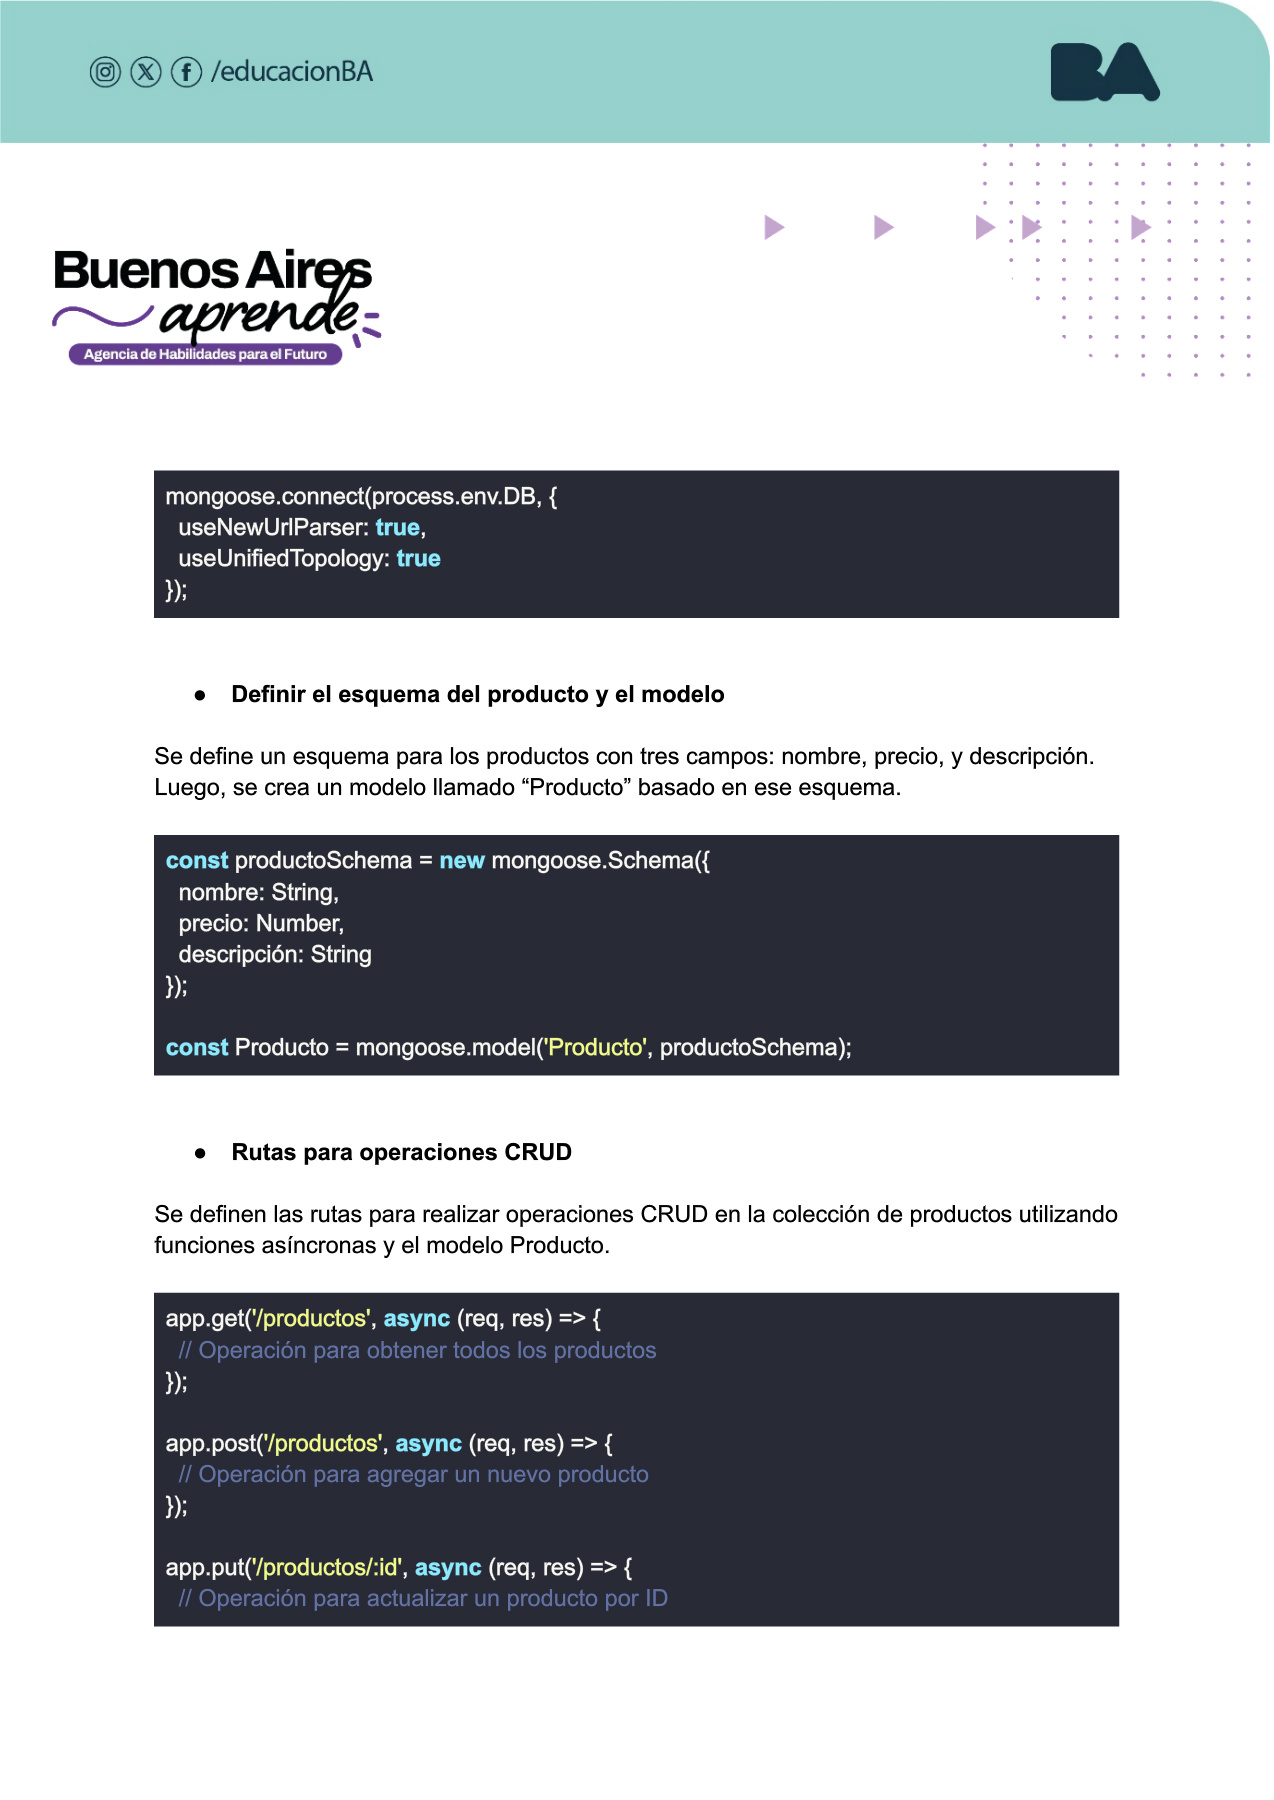 /educacionBA
BA
Buenos Aires
aprende
Agencia de Habilidades para el Futuro
mongoose.connect(process.env.DB, {
  useNewUrlParser: true,
  useUnifiedTopology: true
});
● Definir el esquema del producto y el modelo
Se define un esquema para los productos con tres campos: nombre, precio, y descripción.
Luego, se crea un modelo llamado “Producto” basado en ese esquema.
const productoSchema = new mongoose.Schema({
  nombre: String,
  precio: Number,
  descripción: String
});
const Producto = mongoose.model('Producto', productoSchema);
● Rutas para operaciones CRUD
Se definen las rutas para realizar operaciones CRUD en la colección de productos utilizando
funciones asíncronas y el modelo Producto.
app.get('/productos', async (req, res) => {
  // Operación para obtener todos los productos
});
app.post('/productos', async (req, res) => {
  // Operación para agregar un nuevo producto
});
app.put('/productos/:id', async (req, res) => {
  // Operación para actualizar un producto por ID